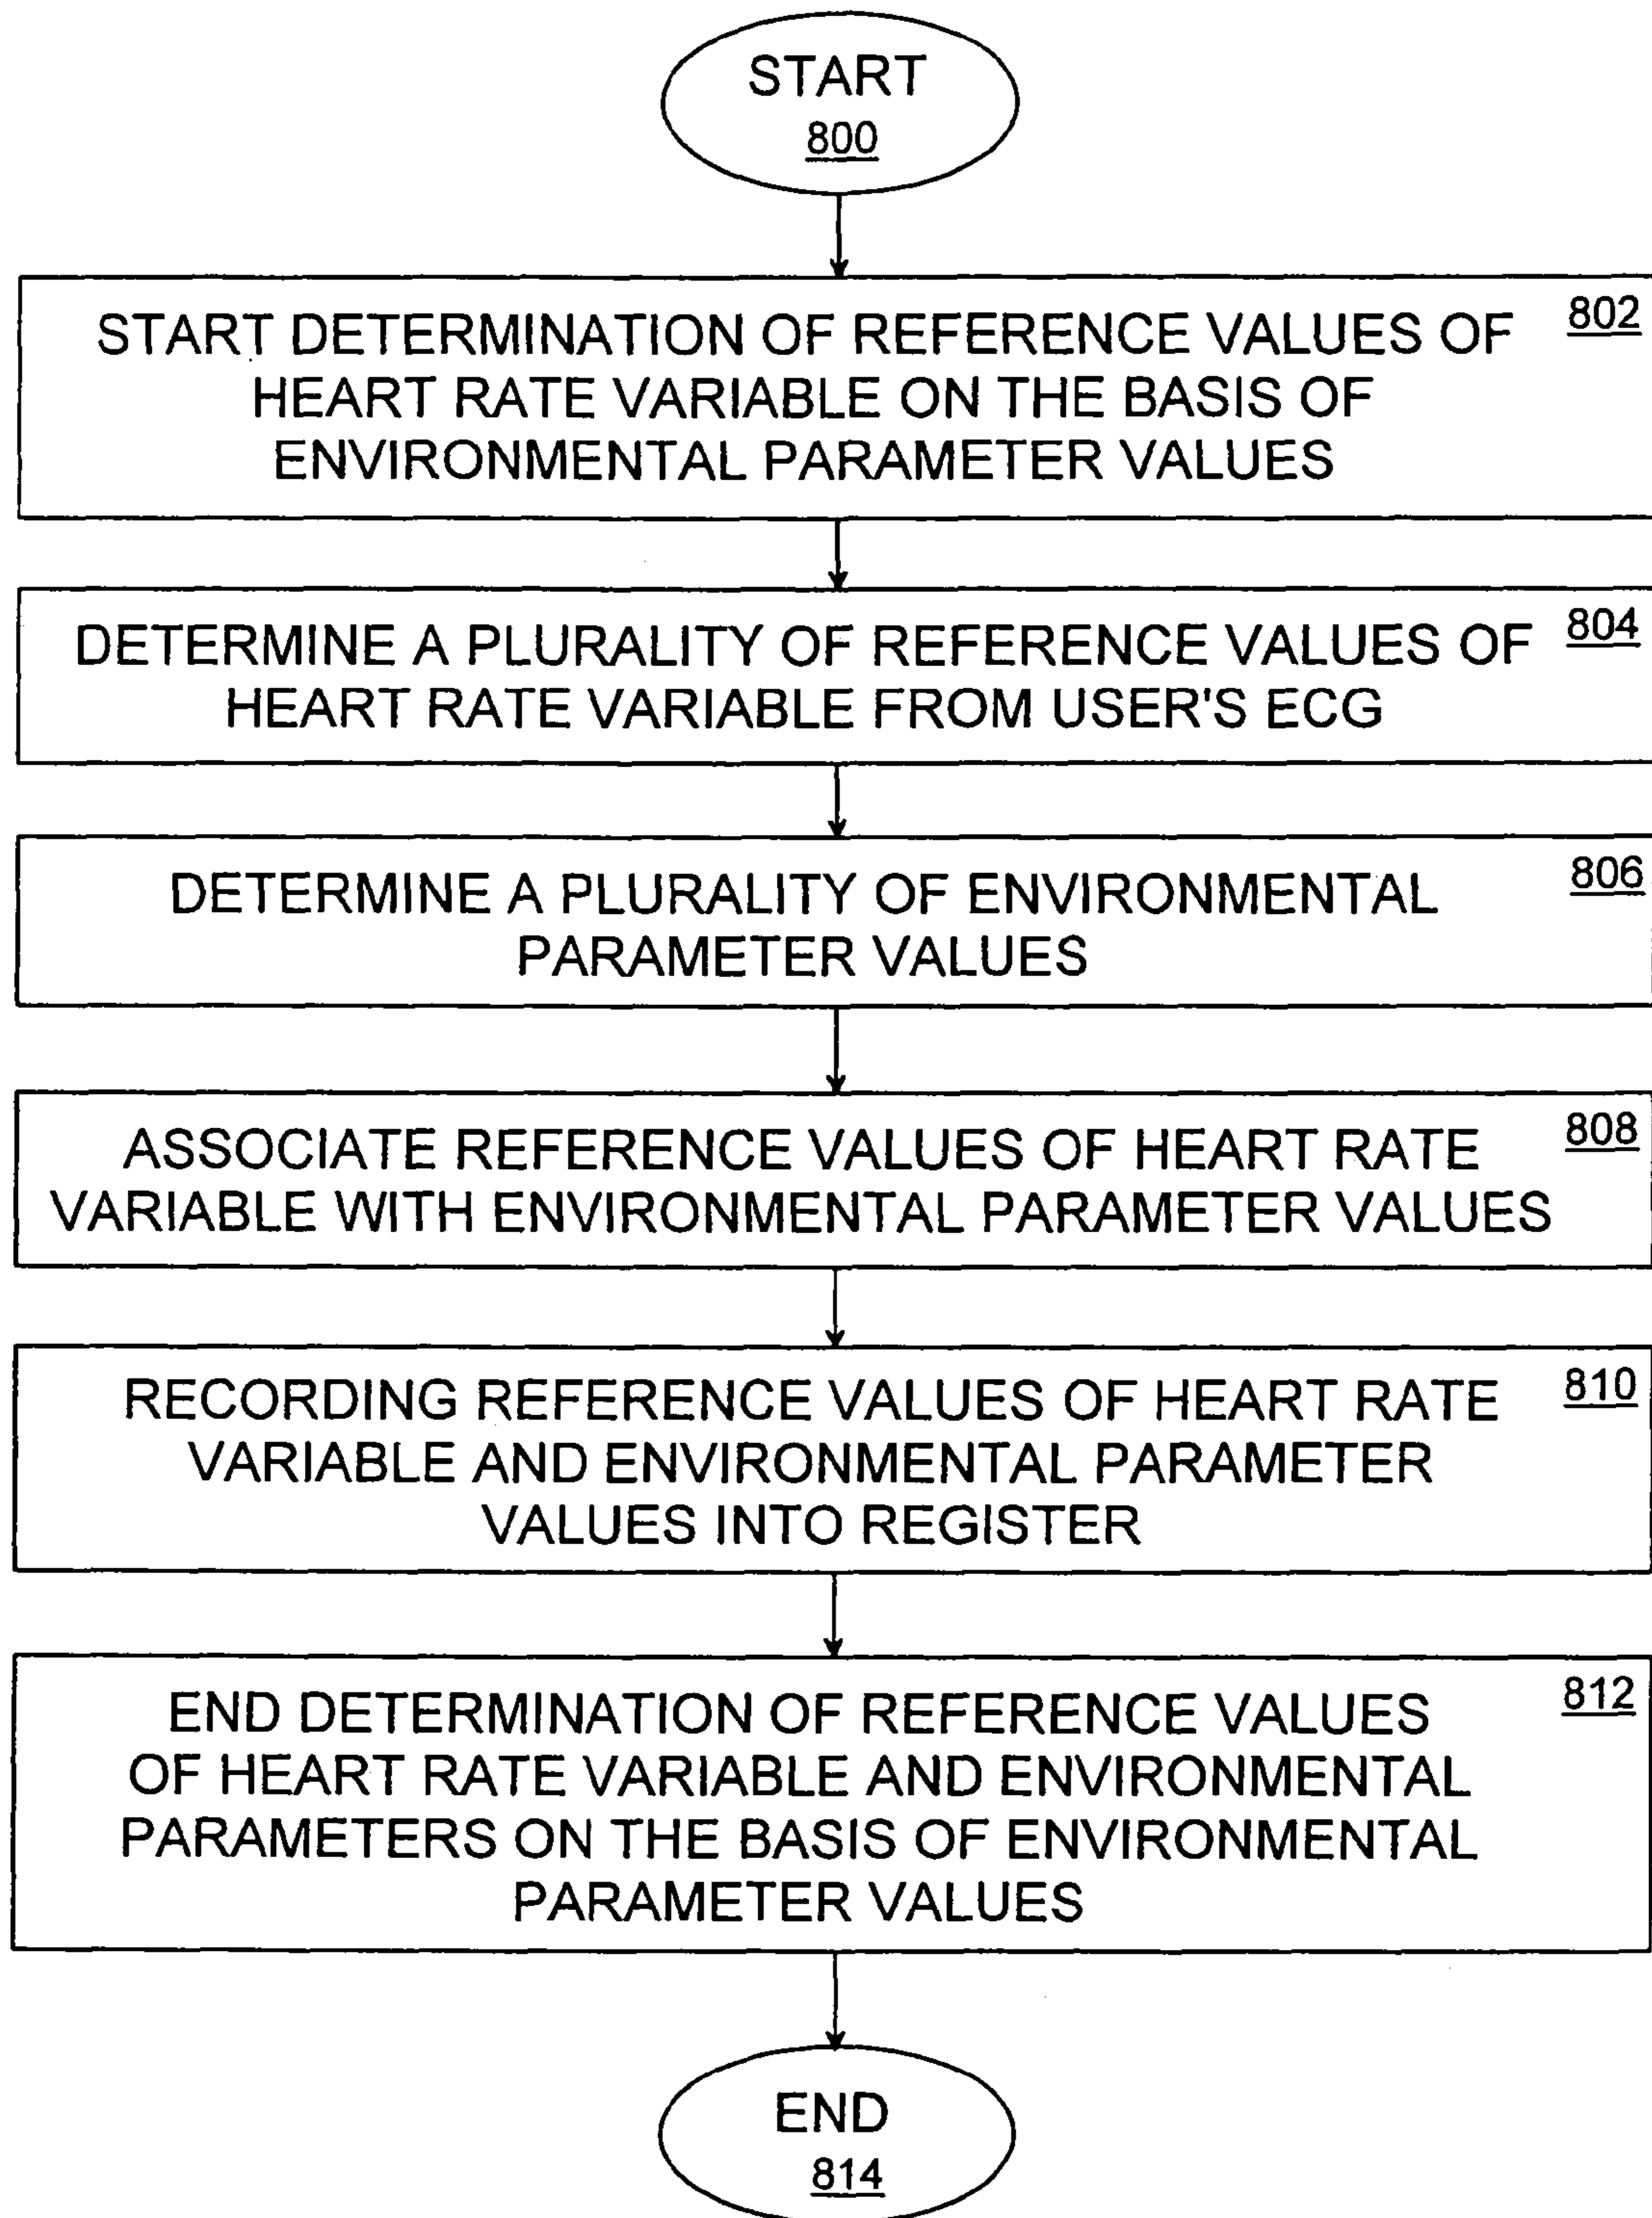 START
800
START DETERMINATION OF REFERENCE VALUES OF
802
HEART RATE VARIABLE ON THE BASIS OF
ENVIRONMENTAL PARAMETER VALUES
DETERMINE A PLURALITY OF REFERENCE VALUES OF
804
HEART RATE VARIABLE FROM USER'S ECG
DETERMINE A PLURALITY OF ENVIRONMENTAL
806
PARAMETER VALUES
ASSOCIATE REFERENCE VALUES OF HEART RATE
808
VARIABLE WITH ENVIRONMENTAL PARAMETER VALUES
RECORDING REFERENCE VALUES OF HEART RATE
810
VARIABLE AND ENVIRONMENTAL PARAMETER
VALUES INTO REGISTER
END DETERMINATION OF REFERENCE VALUES
812
OF HEART RATE VARIABLE AND ENVIRONMENTAL
PARAMETERS ON THE BASIS OF ENVIRONMENTAL
PARAMETER VALUES
END
814